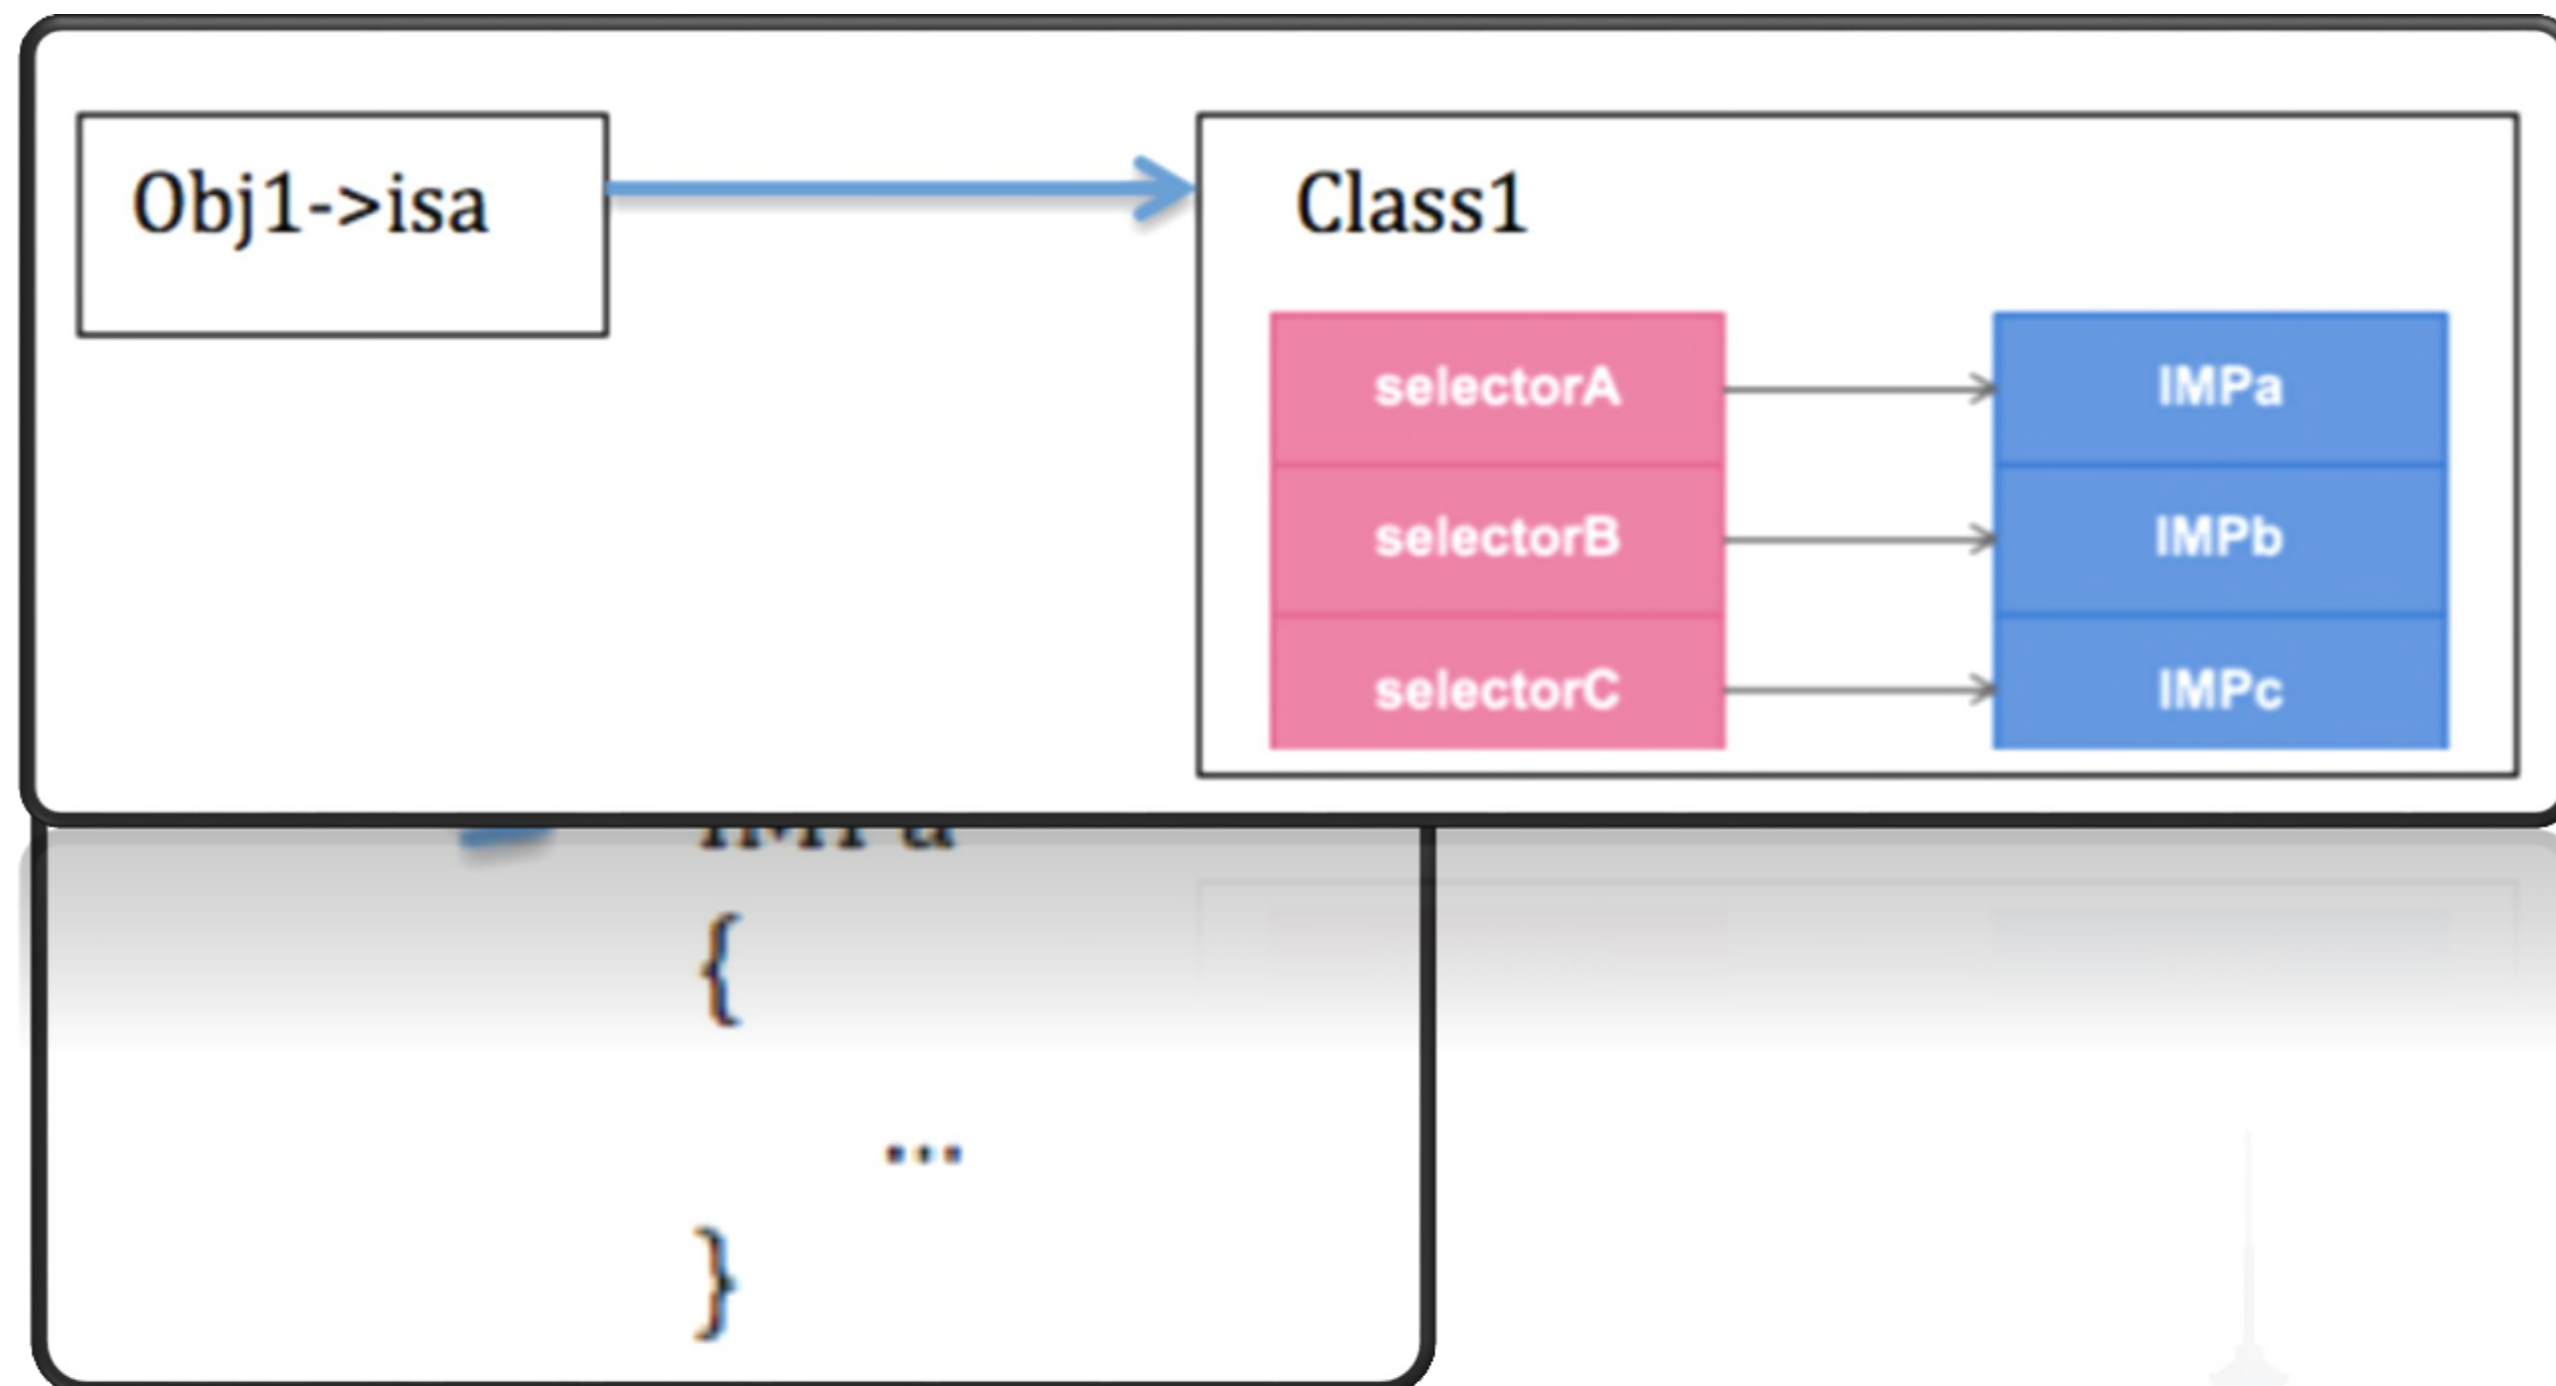 Obj1->isa
Class1
selectorA
IMPa
selectorB
IMPb
selectorC
IMPc
{
...
}